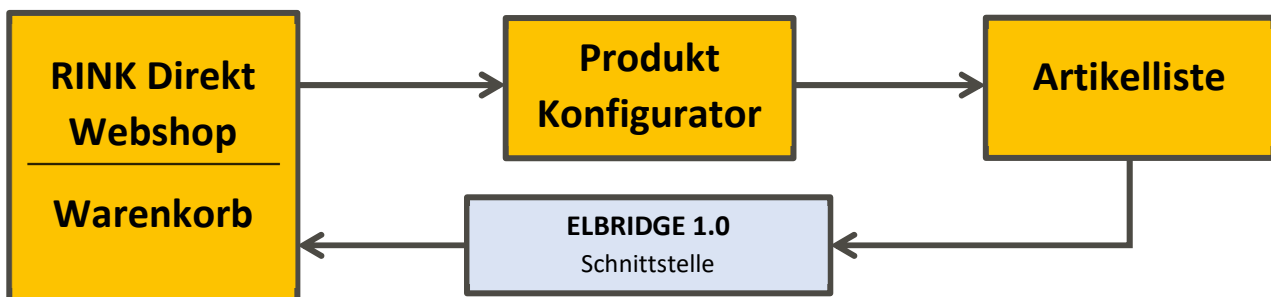 RINK Direkt
Webshop
Warenkorb
Produkt
Konfigurator
Artikelliste
ELBRIDGE 1.0
Schnittstelle